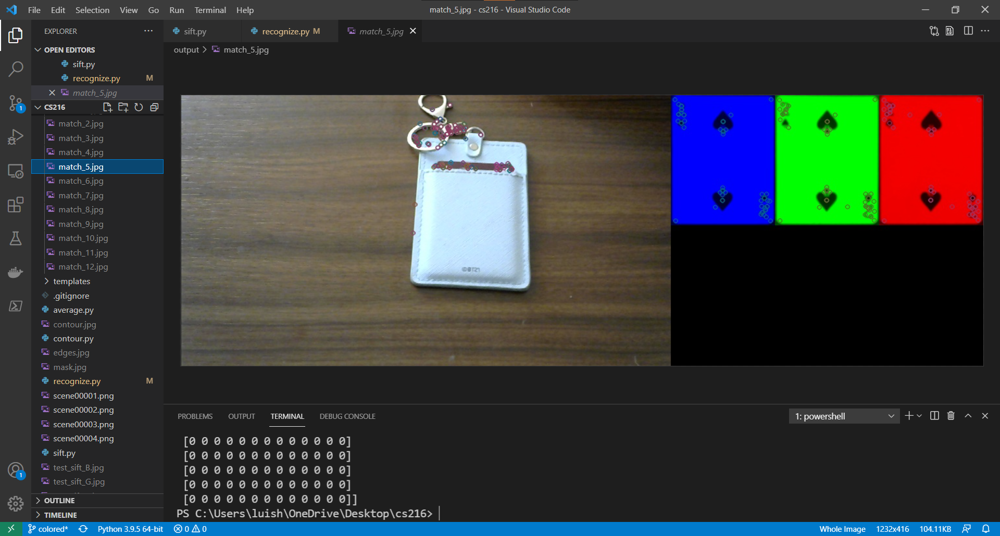 File Edit Selection View Go Run Terminal Help
match_5.jpg - cs216 - Visual Studio Code
EXPLORER
sift.py
recognize.py M
match_5.jpg
output > match_5.jpg
OPEN EDITORS
sift.py
recognize.py M
match_5.jpg
CS216
match_2.jpg
match_3.jpg
match_4.jpg
match_5.jpg
match_6.jpg
match_7.jpg
match_8.jpg
match_9.jpg
match_10.jpg
match_11.jpg
match_12.jpg
templates
.gitignore
average.py
contour.jpg
contour.py
edges.jpg
mask.jpg
recognize.py M
scene00001.png
scene00002.png
scene00003.png
scene00004.png
sift.py
test_sift_B.jpg
test_sift_G.jpg
OUTLINE
TIMELINE
1
1
©BT21
PROBLEMS OUTPUT TERMINAL DEBUG CONSOLE
1: powershell
[0 0 0 0 0 0 0 0 0 0 0 0 0]
[0 0 0 0 0 0 0 0 0 0 0 0 0]
[0 0 0 0 0 0 0 0 0 0 0 0 0]
[0 0 0 0 0 0 0 0 0 0 0 0 0]
[0 0 0 0 0 0 0 0 0 0 0 0 0]]
PS C:\Users\luish\OneDrive\Desktop\cs216>
colored* Python 3.9.5 64-bit 0 0
Whole Image 1232x416 104.11KB